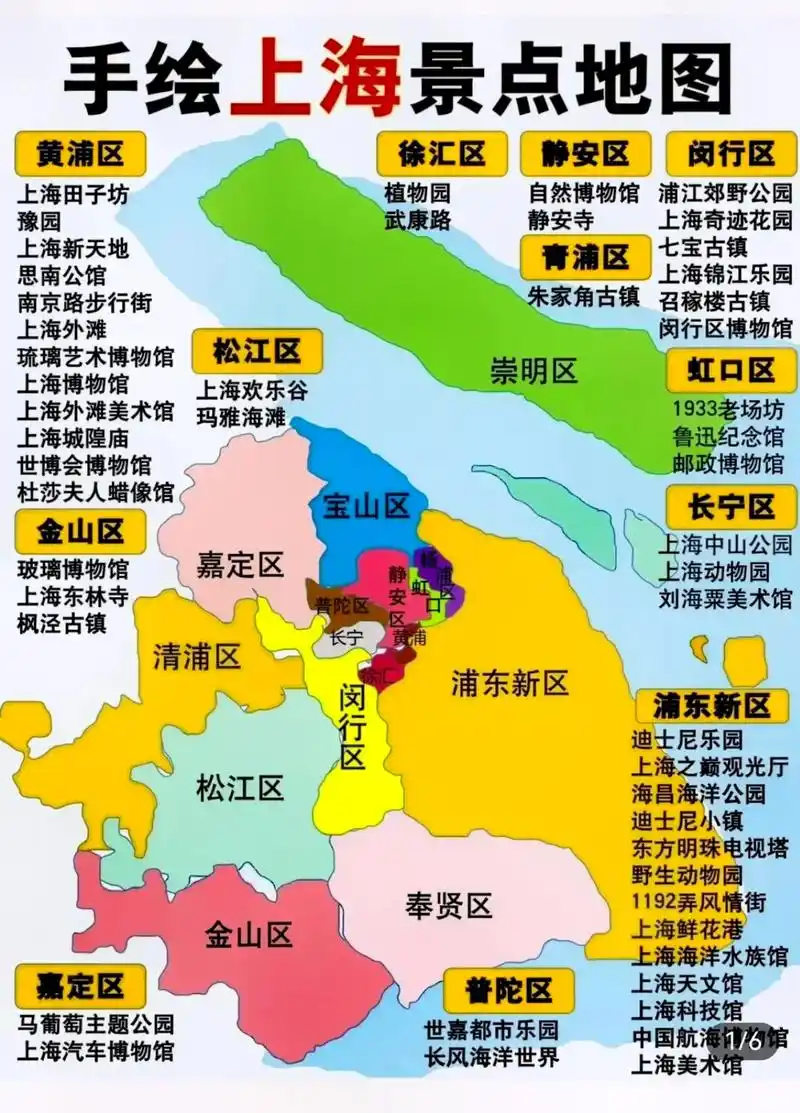 手绘上海景点地图
黄浦区
上海田子坊
豫园
上海新天地
思南公馆
南京路步行街
上海外滩
琉璃艺术博物馆
上海博物馆
上海外滩美术馆
上海城隍庙
世博会博物馆
杜莎夫人蜡像馆
徐汇区
植物园
武康路
静安区
自然博物馆
静安寺
闵行区
浦江郊野公园
上海奇迹花园
七宝古镇
上海锦江乐园
召稼楼古镇
闵行区博物馆
青浦区
朱家角古镇
松江区
上海欢乐谷
玛雅海滩
虹口区
1933老场坊
鲁迅纪念馆
邮政博物馆
金山区
玻璃博物馆
上海东林寺
枫泾古镇
长宁区
上海中山公园
上海动物园
刘海粟美术馆
崇明区
宝山区
嘉定区
杨浦区
虹口
静安区
普陀区
长宁
黄浦
徐汇
清浦区
浦东新区
闵行区
松江区
奉贤区
金山区
浦东新区
迪士尼乐园
上海之巅观光厅
海昌海洋公园
迪士尼小镇
东方明珠电视塔
野生动物园
1192弄风情街
上海鲜花港
上海海洋水族馆
上海天文馆
上海科技馆
中国航海博物馆
上海美术馆
嘉定区
马葡萄主题公园
上海汽车博物馆
普陀区
世嘉都市乐园
长风海洋世界
1/6